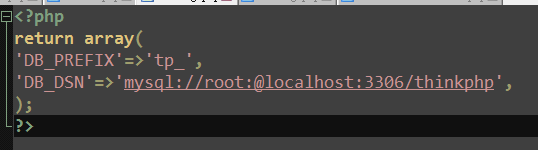 <?php
return array(
'DB_PREFIX'=>'tp_',
'DB_DSN'=>'mysql://root:@localhost:3306/thinkphp',
);
?>